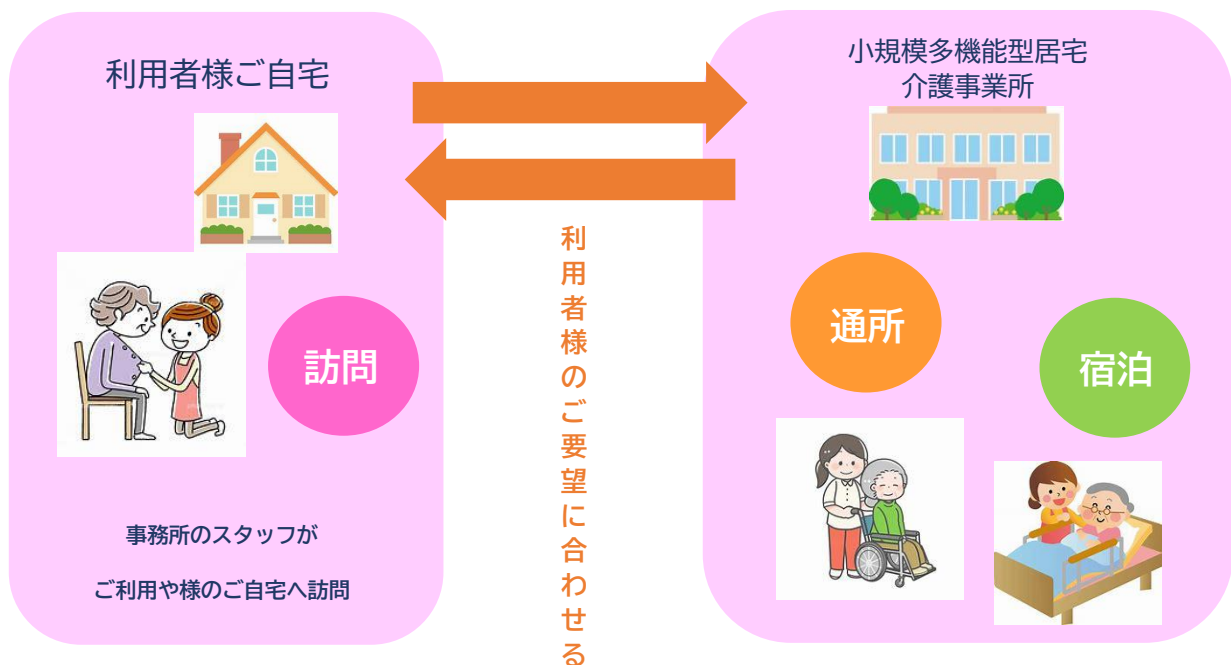 利用者様ご自宅
訪問
事務所のスタッフが
ご利用や様のご自宅へ訪問
利用者様のご要望に合わせる
小規模多機能型居宅
介護事業所
通所
宿泊